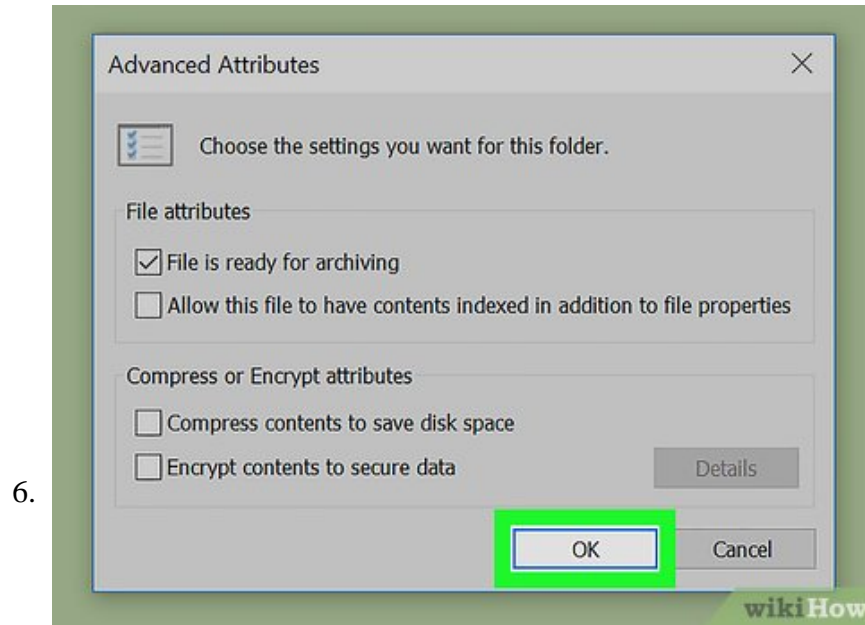 Advanced Attributes
Choose the settings you want for this folder.
File attributes
File is ready for archiving
Allow this file to have contents indexed in addition to file properties
Compress or Encrypt attributes
Compress contents to save disk space
Encrypt contents to secure data
Details
6.
OK
Cancel
wikiHow